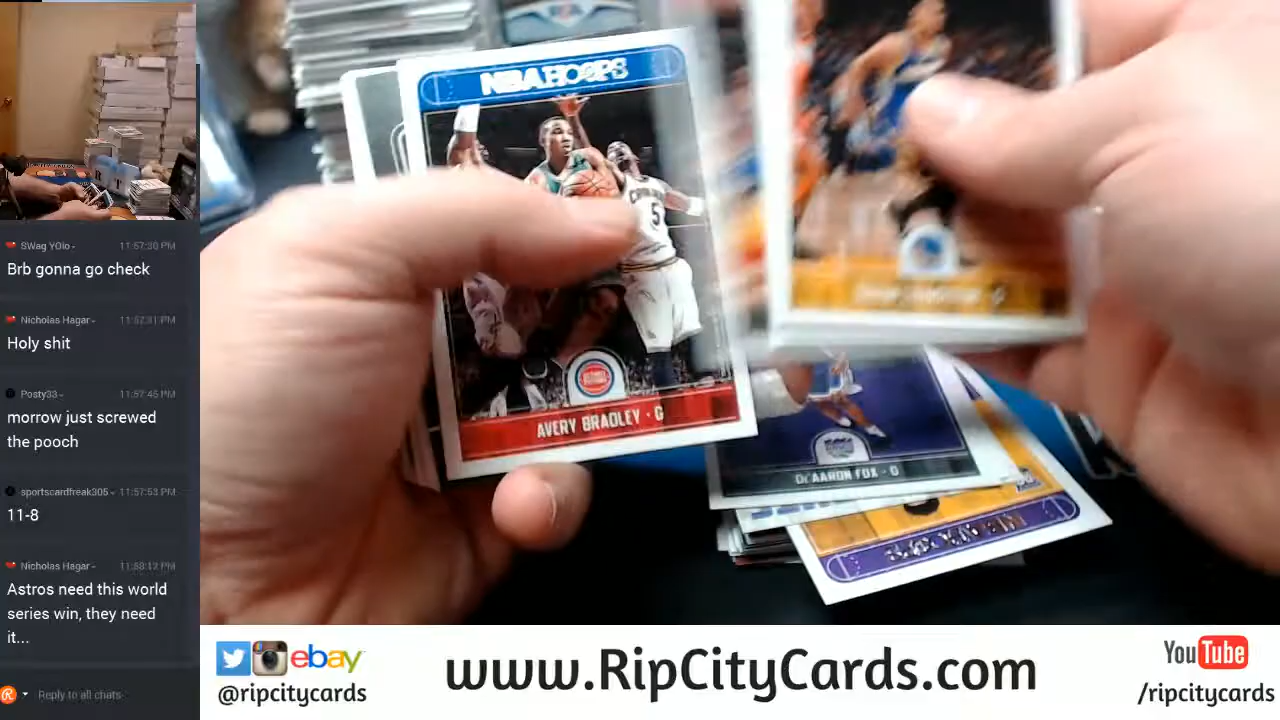 SWag YOlo - 11:57:30 PM
Brb gonna go check
Nicholas Hagar - 11:57:31 PM
Holy shit
Posty33 - 11:57:45 PM
morrow just screwed
the pooch
sportscardfreak305 - 11:57:53 PM
11-8
Nicholas Hagar - 11:58:12 PM
Astros need this world
series win, they need
it...
Reply to all chats
NBA HOOPS
5
AVERY BRADLEY · G
De'AARON FOX - G
ebay
@ripcitycards
www.RipCityCards.com
YouTube
/ripcitycards